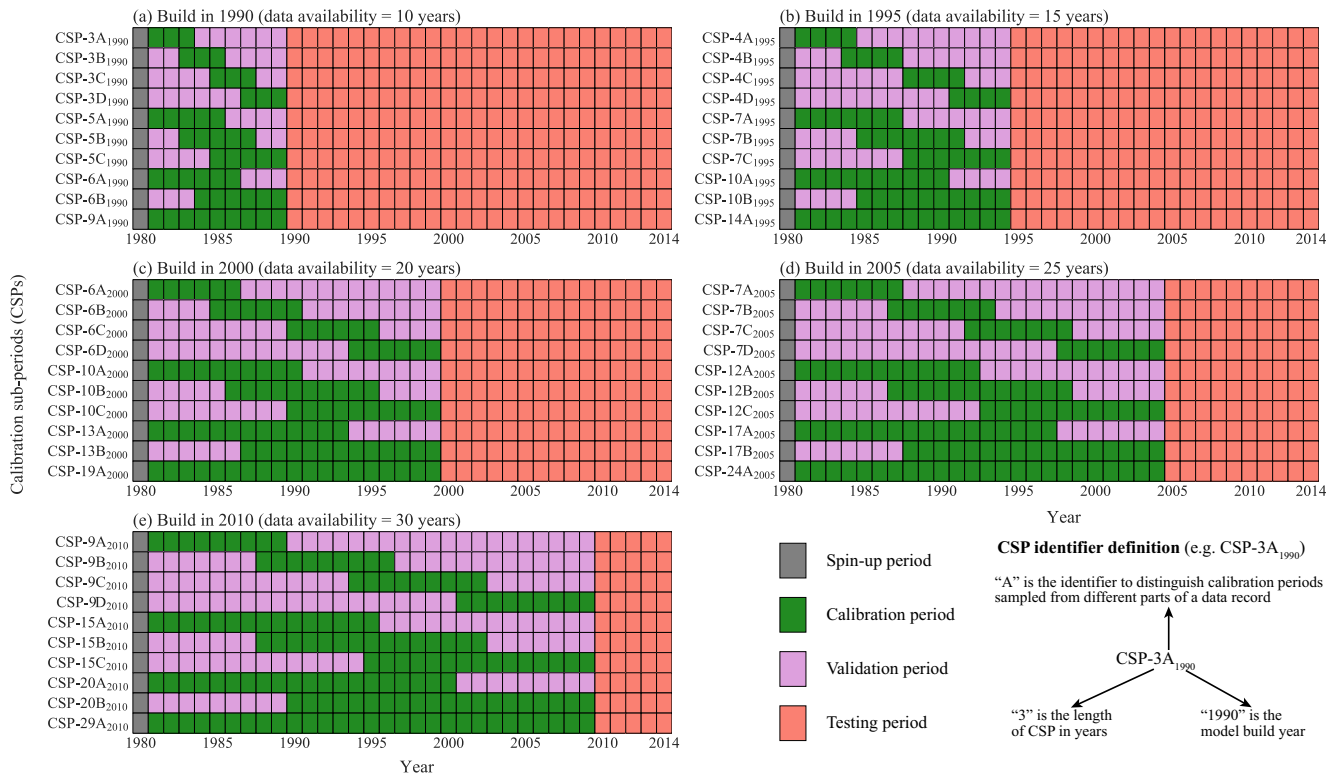 (a) Build in 1990 (data availability = 10 years)
CSP-3A1990
CSP-3B1990
CSP-3C1990
CSP-3D1990
CSP-5A1990
CSP-5B1990
CSP-5C1990
CSP-6A1990
CSP-6B1990
CSP-9A1990
1980 1985 1990 1995 2000 2005 2010 2014
(b) Build in 1995 (data availability = 15 years)
CSP-4A1995
CSP-4B1995
CSP-4C1995
CSP-4D1995
CSP-7A1995
CSP-7B1995
CSP-7C1995
CSP-10A1995
CSP-10B1995
CSP-14A1995
1980 1985 1990 1995 2000 2005 2010 2014
Calibration sub-periods (CSPs)
(c) Build in 2000 (data availability = 20 years)
CSP-6A2000
CSP-6B2000
CSP-6C2000
CSP-6D2000
CSP-10A2000
CSP-10B2000
CSP-10C2000
CSP-13A2000
CSP-13B2000
CSP-19A2000
1980 1985 1990 1995 2000 2005 2010 2014
(d) Build in 2005 (data availability = 25 years)
CSP-7A2005
CSP-7B2005
CSP-7C2005
CSP-7D2005
CSP-12A2005
CSP-12B2005
CSP-12C2005
CSP-17A2005
CSP-17B2005
CSP-24A2005
1980 1985 1990 1995 2000 2005 2010 2014
Year
(e) Build in 2010 (data availability = 30 years)
CSP-9A2010
CSP-9B2010
CSP-9C2010
CSP-9D2010
CSP-15A2010
CSP-15B2010
CSP-15C2010
CSP-20A2010
CSP-20B2010
CSP-29A2010
1980 1985 1990 1995 2000 2005 2010 2014
Year
Spin-up period
Calibration period
Validation period
Testing period
CSP identifier definition (e.g. CSP-3A1990)
“A” is the identifier to distinguish calibration periods
sampled from different parts of a data record
CSP-3A1990
“3” is the length
of CSP in years
“1990” is the
model build year